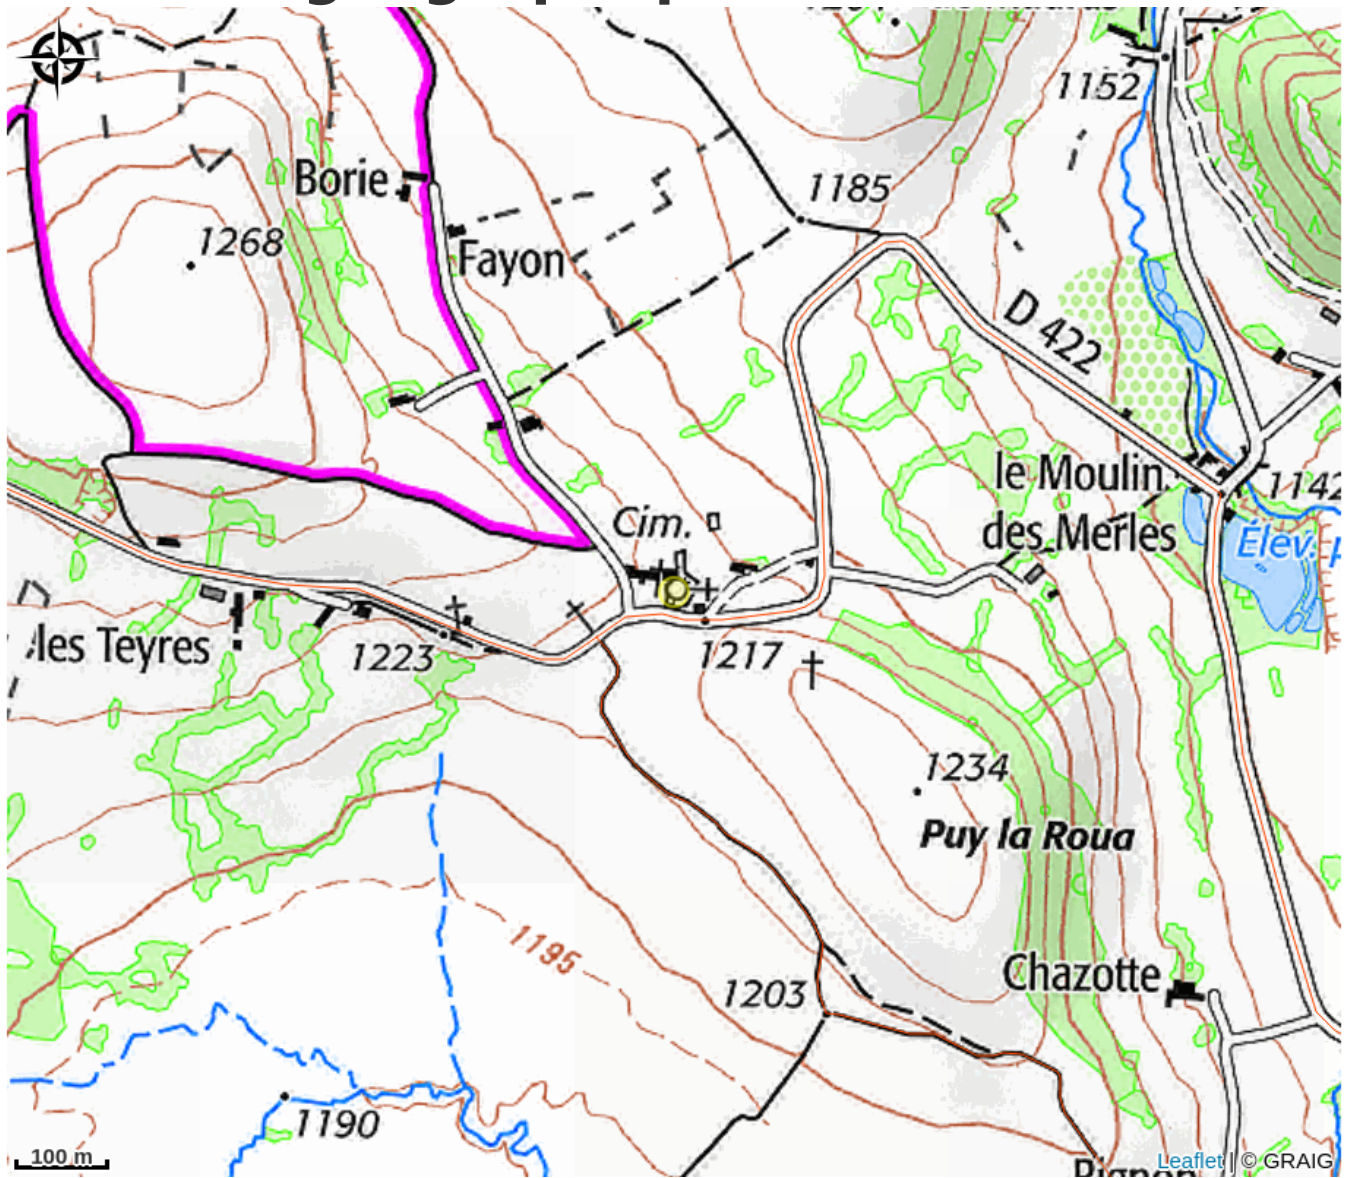 1152
1185
Borie
1268
Fayon
D 422
le Moulin
des Merles
1142
Cim.
Élev. p
les Teyres
1223
1217
1234
Puy la Roua
1195
Chazotte
1203
1190
100 m
Leaflet | © GRAIG